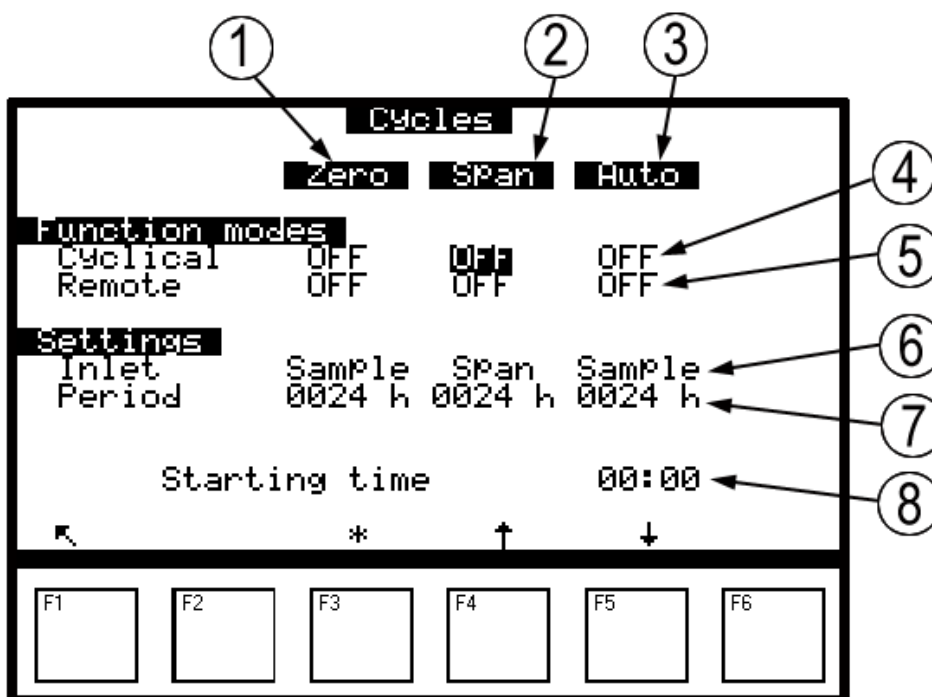 1 2 3
Cycles
Zero Span Auto 4
Function modes
Cyclical OFF OFF OFF 5
Remote OFF OFF OFF
Settings 6
Inlet Sample Span Sample
Period 0024 h 0024 h 0024 h 7
Starting time 00:00 8
↖ * ↑ ↓
F1 F2 F3 F4 F5 F6